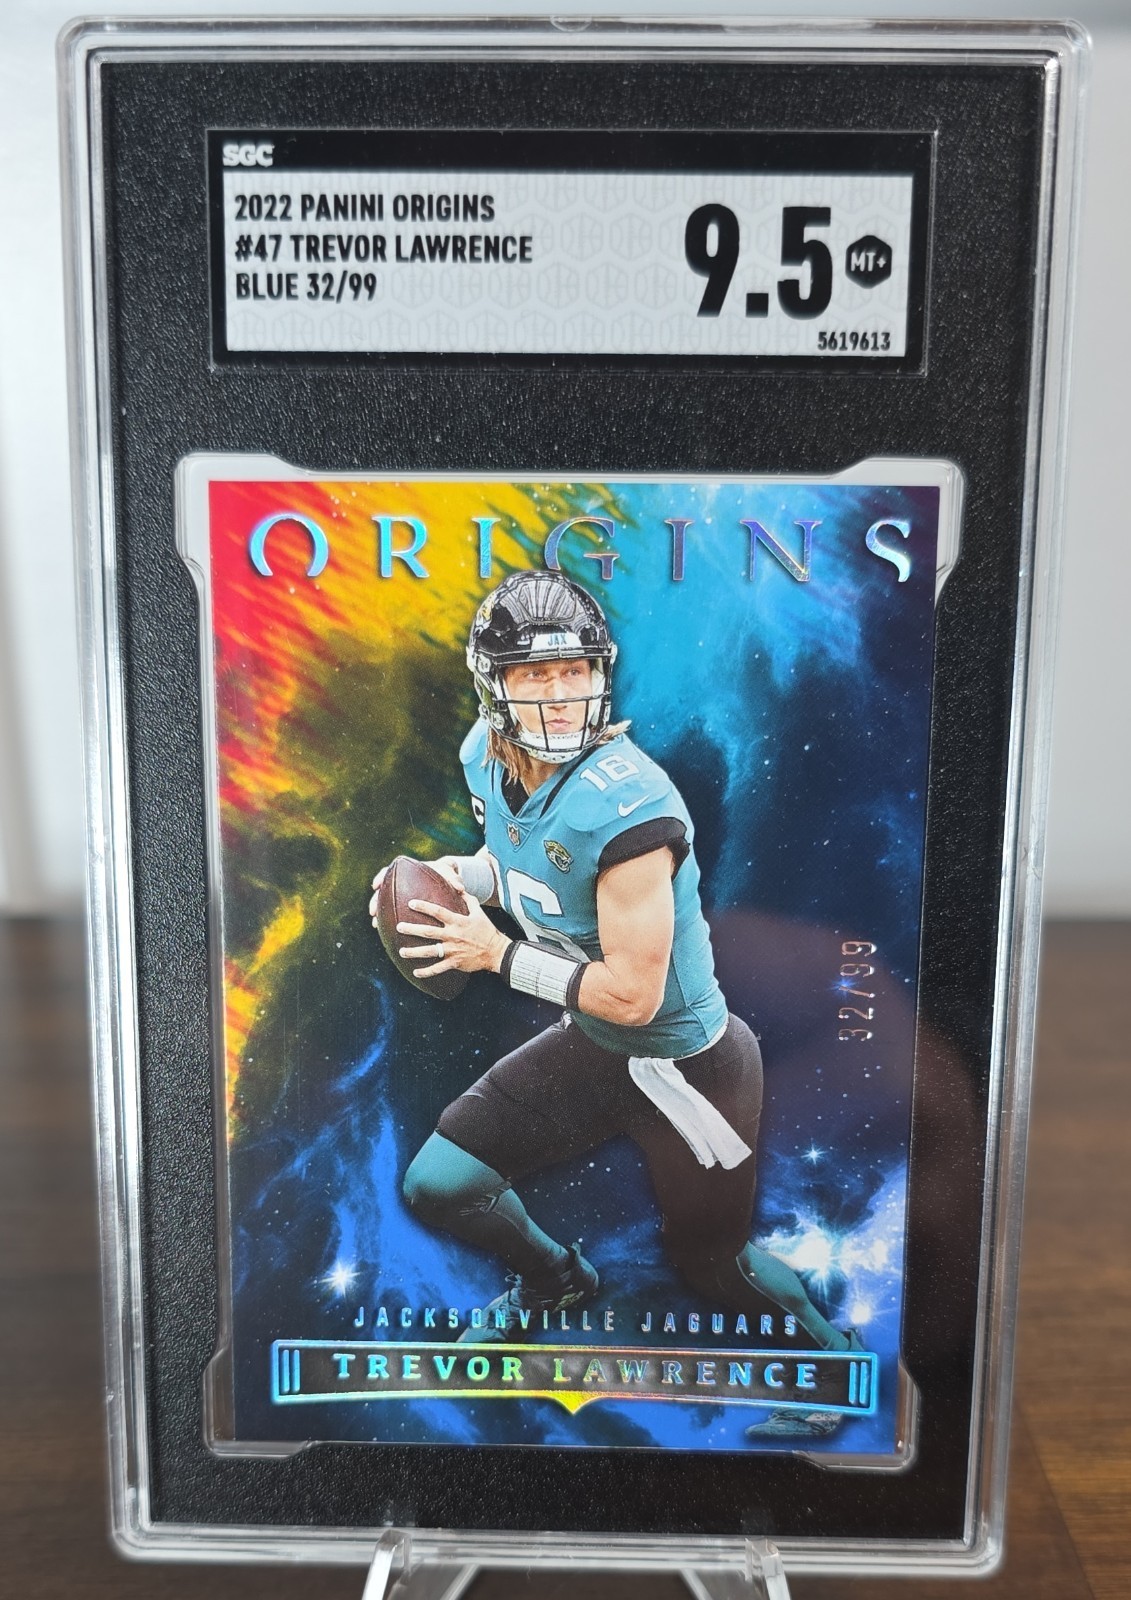 SGC
2022 PANINI ORIGINS
#47 TREVOR LAWRENCE
BLUE 32/99
9.5 MT+
5619613
ORIGINS
JAX
16
C
16
32/99
JACKSONVILLE JAGUARS
TREVOR LAWRENCE